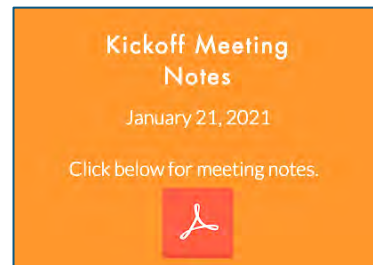 Kickoff Meeting
Notes
January 21, 2021
Click below for meeting notes.